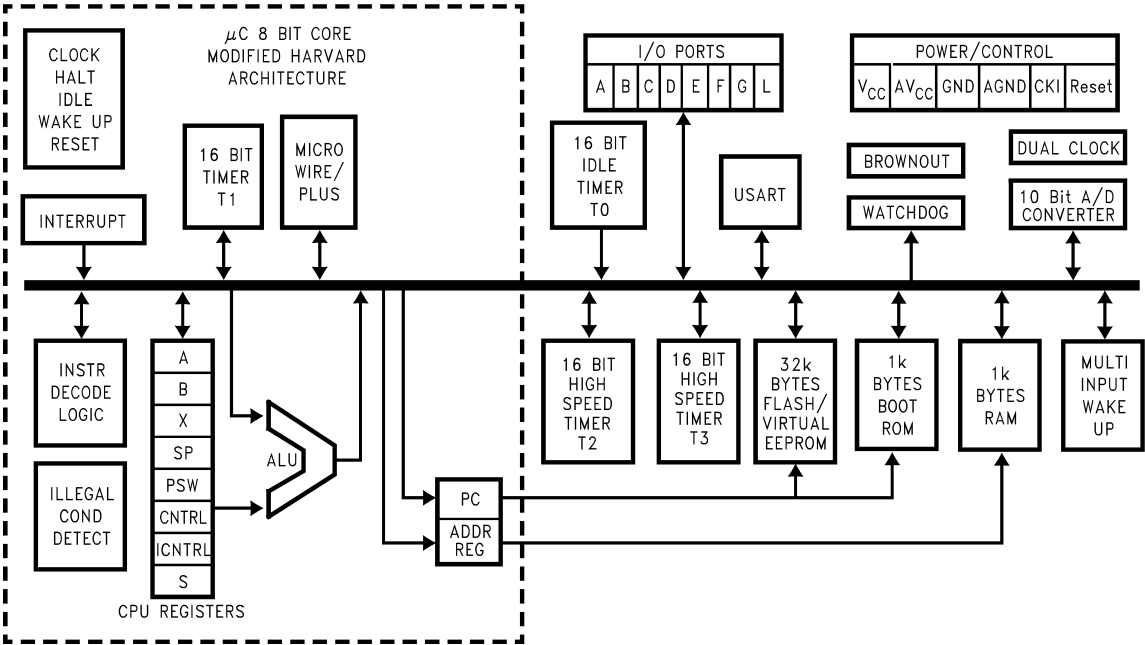 μC 8 BIT CORE
MODIFIED HARVARD
ARCHITECTURE
CLOCK
HALT
IDLE
WAKE UP
RESET
INTERRUPT
16 BIT
TIMER
T1
MICRO
WIRE/
PLUS
I/O PORTS
A B C D E F G L
POWER/CONTROL
VCC AVCC GND AGND CKI Reset
16 BIT
IDLE
TIMER
T0
USART
BROWNOUT
WATCHDOG
DUAL CLOCK
10 Bit A/D
CONVERTER
INSTR
DECODE
LOGIC
ILLEGAL
COND
DETECT
A
B
X
SP
PSW
CNTRL
ICNTRL
S
CPU REGISTERS
ALU
PC
ADDR
REG
16 BIT
HIGH
SPEED
TIMER
T2
16 BIT
HIGH
SPEED
TIMER
T3
32k
BYTES
FLASH/
VIRTUAL
EEPROM
1k
BYTES
BOOT
ROM
1k
BYTES
RAM
MULTI
INPUT
WAKE
UP